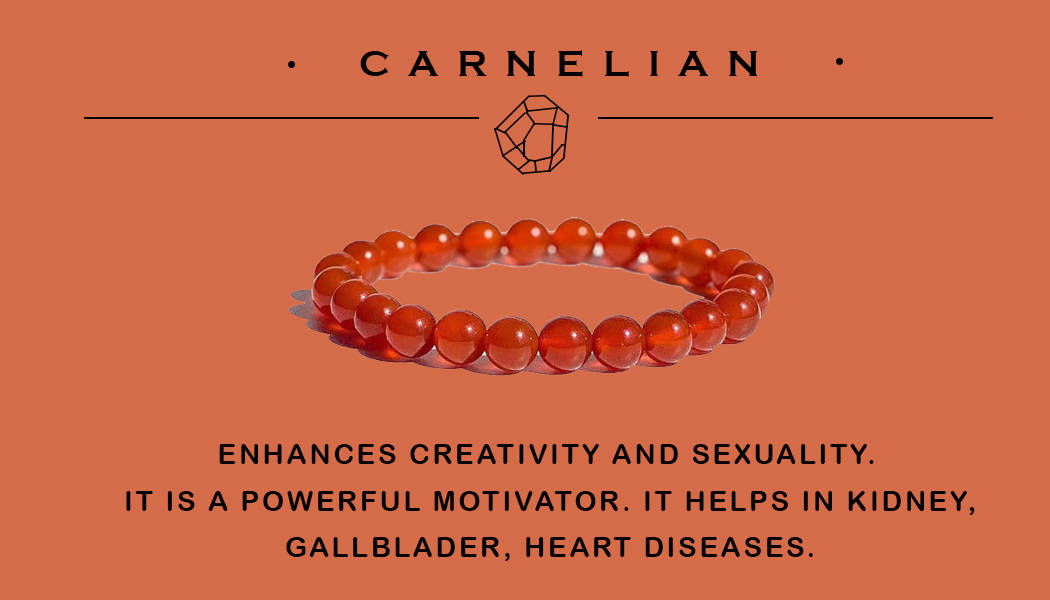 CARNELIAN
ENHANCES CREATIVITY AND SEXUALITY.
IT IS A POWERFUL MOTIVATOR. IT HELPS IN KIDNEY,
GALLBLADER, HEART DISEASES.